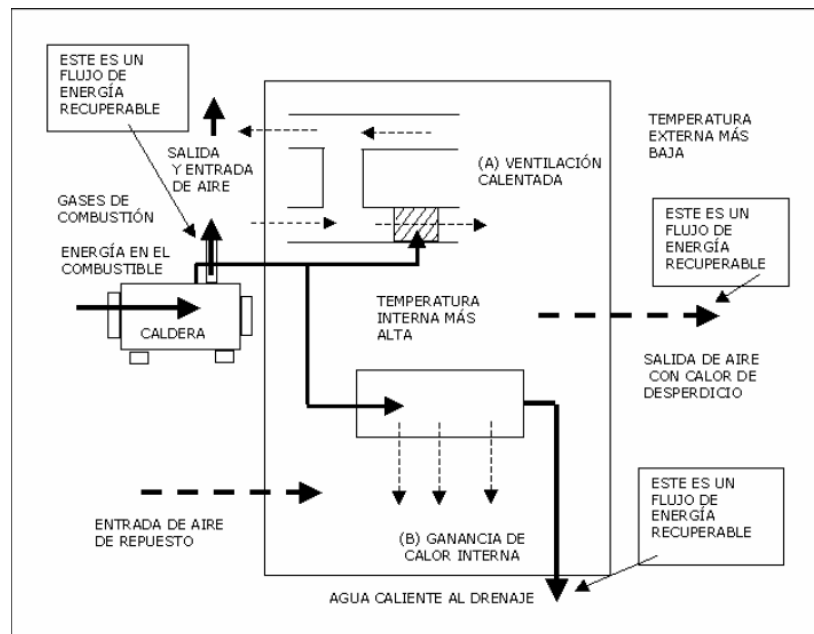 ESTE ES UN
FLUJO DE
ENERGÍA
RECUPERABLE
SALIDA
Y ENTRADA
DE AIRE
GASES DE
COMBUSTIÓN
ENERGÍA EN EL
COMBUSTIBLE
CALDERA
(A) VENTILACIÓN
CALENTADA
TEMPERATURA
EXTERNA MÁS
BAJA
ESTE ES UN
FLUJO DE
ENERGÍA
RECUPERABLE
TEMPERATURA
INTERNA MÁS
ALTA
SALIDA DE AIRE
CON CALOR DE
DESPERDICIO
ENTRADA DE AIRE
DE REPUESTO
(B) GANANCIA DE
CALOR INTERNA
ESTE ES UN
FLUJO DE
ENERGÍA
RECUPERABLE
AGUA CALIENTE AL DRENAJE